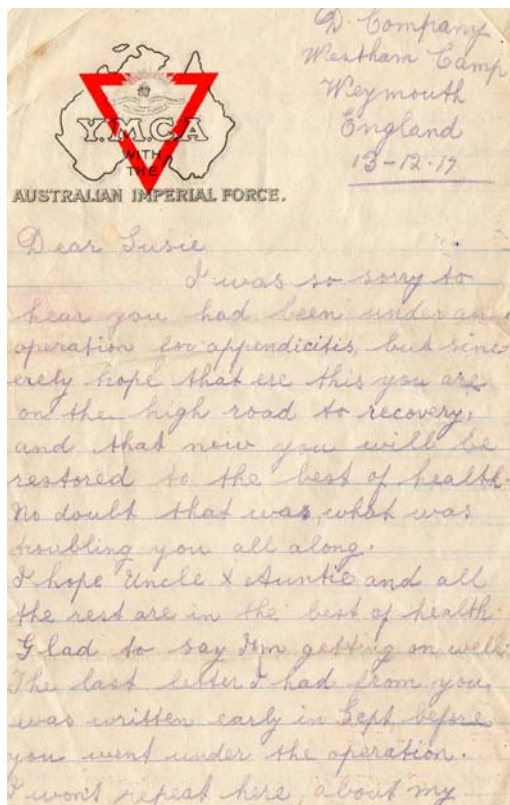 D. Company
Westham Camp
Weymouth
England
13-12-17
Y.M.C.A
WITH
THE
AUSTRALIAN IMPERIAL FORCE.
Dear Susie
I was so sorry to
hear you had been under an
operation for appendicitis, but sinc-
erely hope that ere this you are
on the high road to recovery,
and that now you will be
restored to the best of health.
No doubt that was, what was
troubling you all along.
I hope Uncle & Auntie and all
the rest are in the best of health
Glad to say I'm getting on well.
The last letter I had from you,
was written early in Sept before
you went under the operation.
I won't repeat here, about my